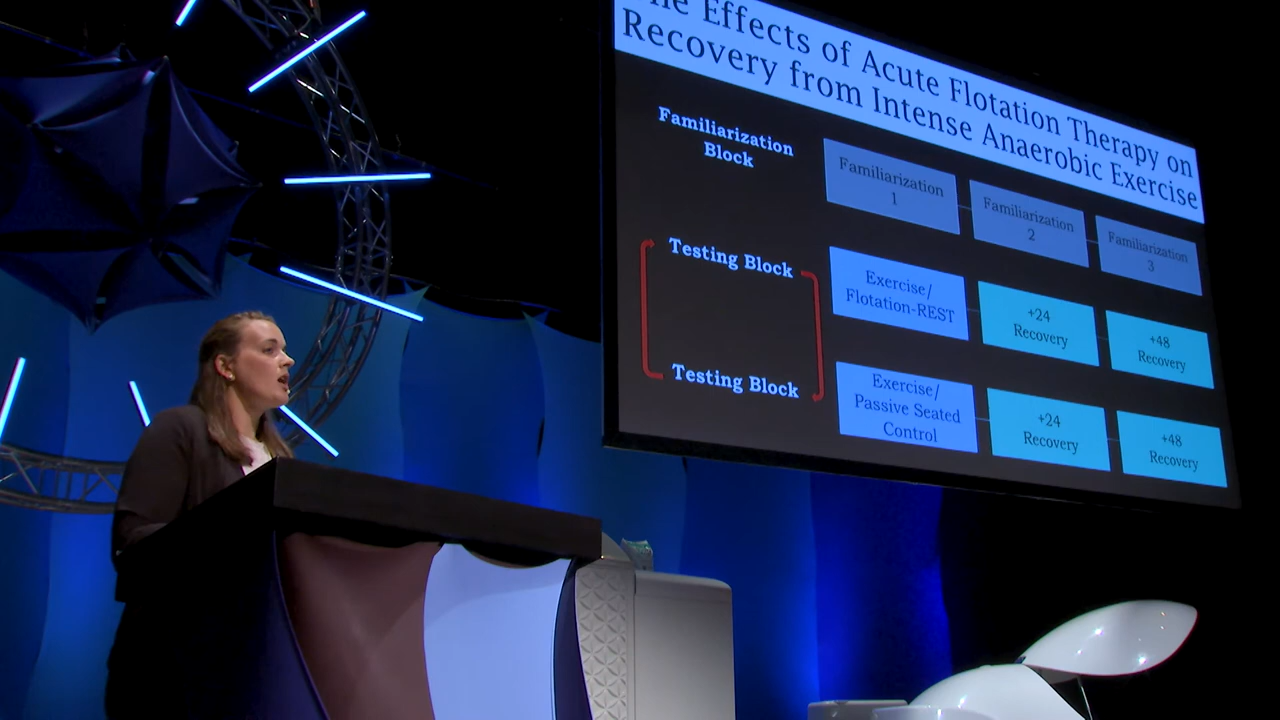 he Effects of Acute Flotation Therapy on
Recovery from Intense Anaerobic Exercise
Familiarization
Block
Familiarization
1
Familiarization
2
Familiarization
3
Testing Block
Exercise/
Flotation-REST
+24
Recovery
+48
Recovery
Testing Block
Exercise/
Passive Seated
Control
+24
Recovery
+48
Recovery